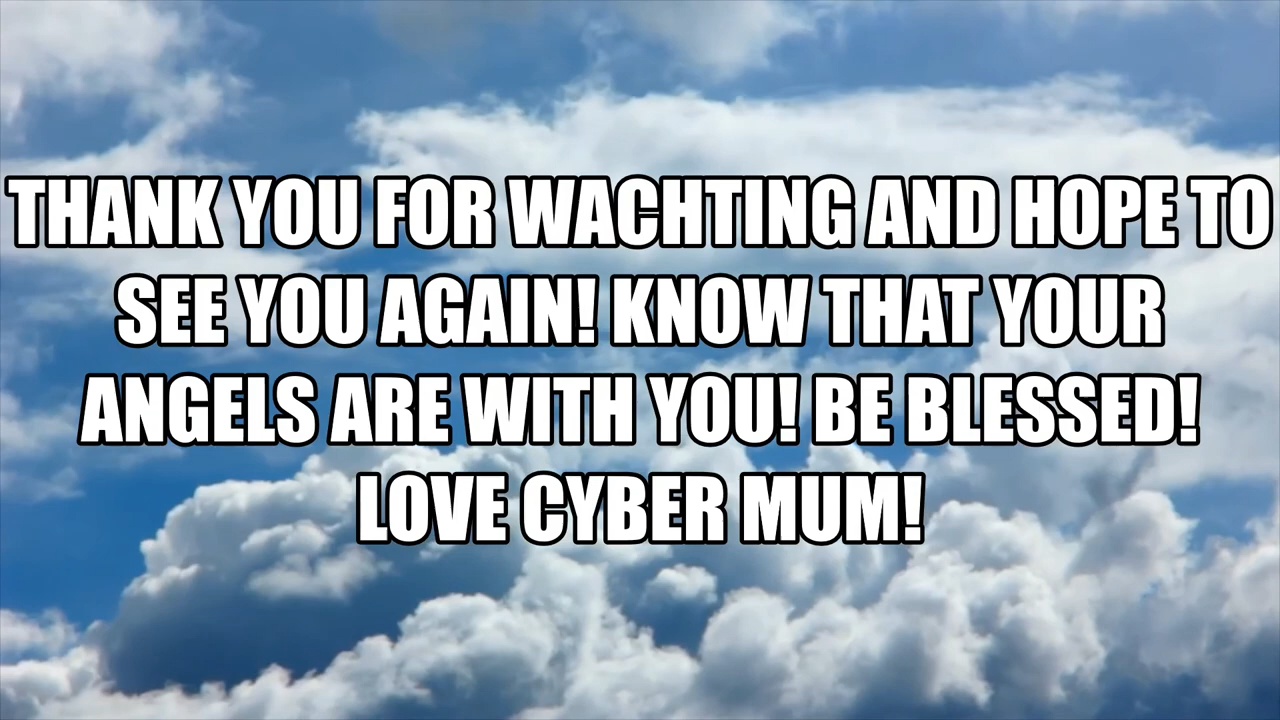 THANK YOU FOR WACHTING AND HOPE TO
SEE YOU AGAIN! KNOW THAT YOUR
ANGELS ARE WITH YOU! BE BLESSED!
LOVE CYBER MUM!